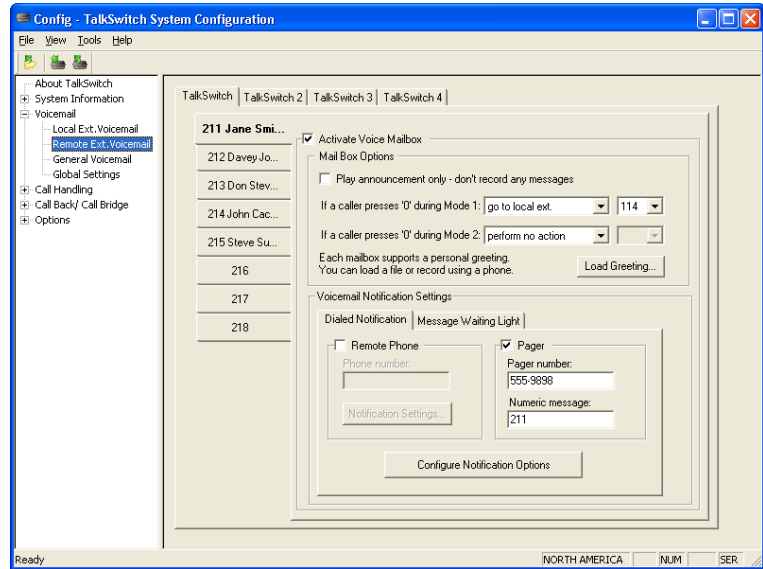 Config - TalkSwitch System Configuration
File View Tools Help
About TalkSwitch
System Information
Voicemail
Local Ext.Voicemail
Remote Ext.Voicemail
General Voicemail
Global Settings
Call Handling
Call Back/ Call Bridge
Options
TalkSwitch TalkSwitch 2 TalkSwitch 3 TalkSwitch 4
211 Jane Smi...
212 Davey Jo...
213 Don Stev...
214 John Cac...
215 Steve Su...
216
217
218
Activate Voice Mailbox
Mail Box Options
Play announcement only - don't record any messages
If a caller presses '0' during Mode 1: go to local ext. 114
If a caller presses '0' during Mode 2: perform no action
Each mailbox supports a personal greeting.
You can load a file or record using a phone.
Load Greeting...
Voicemail Notification Settings
Dialed Notification Message Waiting Light
Remote Phone
Phone number:
Notification Settings...
Pager
Pager number:
555-9898
Numeric message:
211
Configure Notification Options
Ready NORTH AMERICA NUM SER